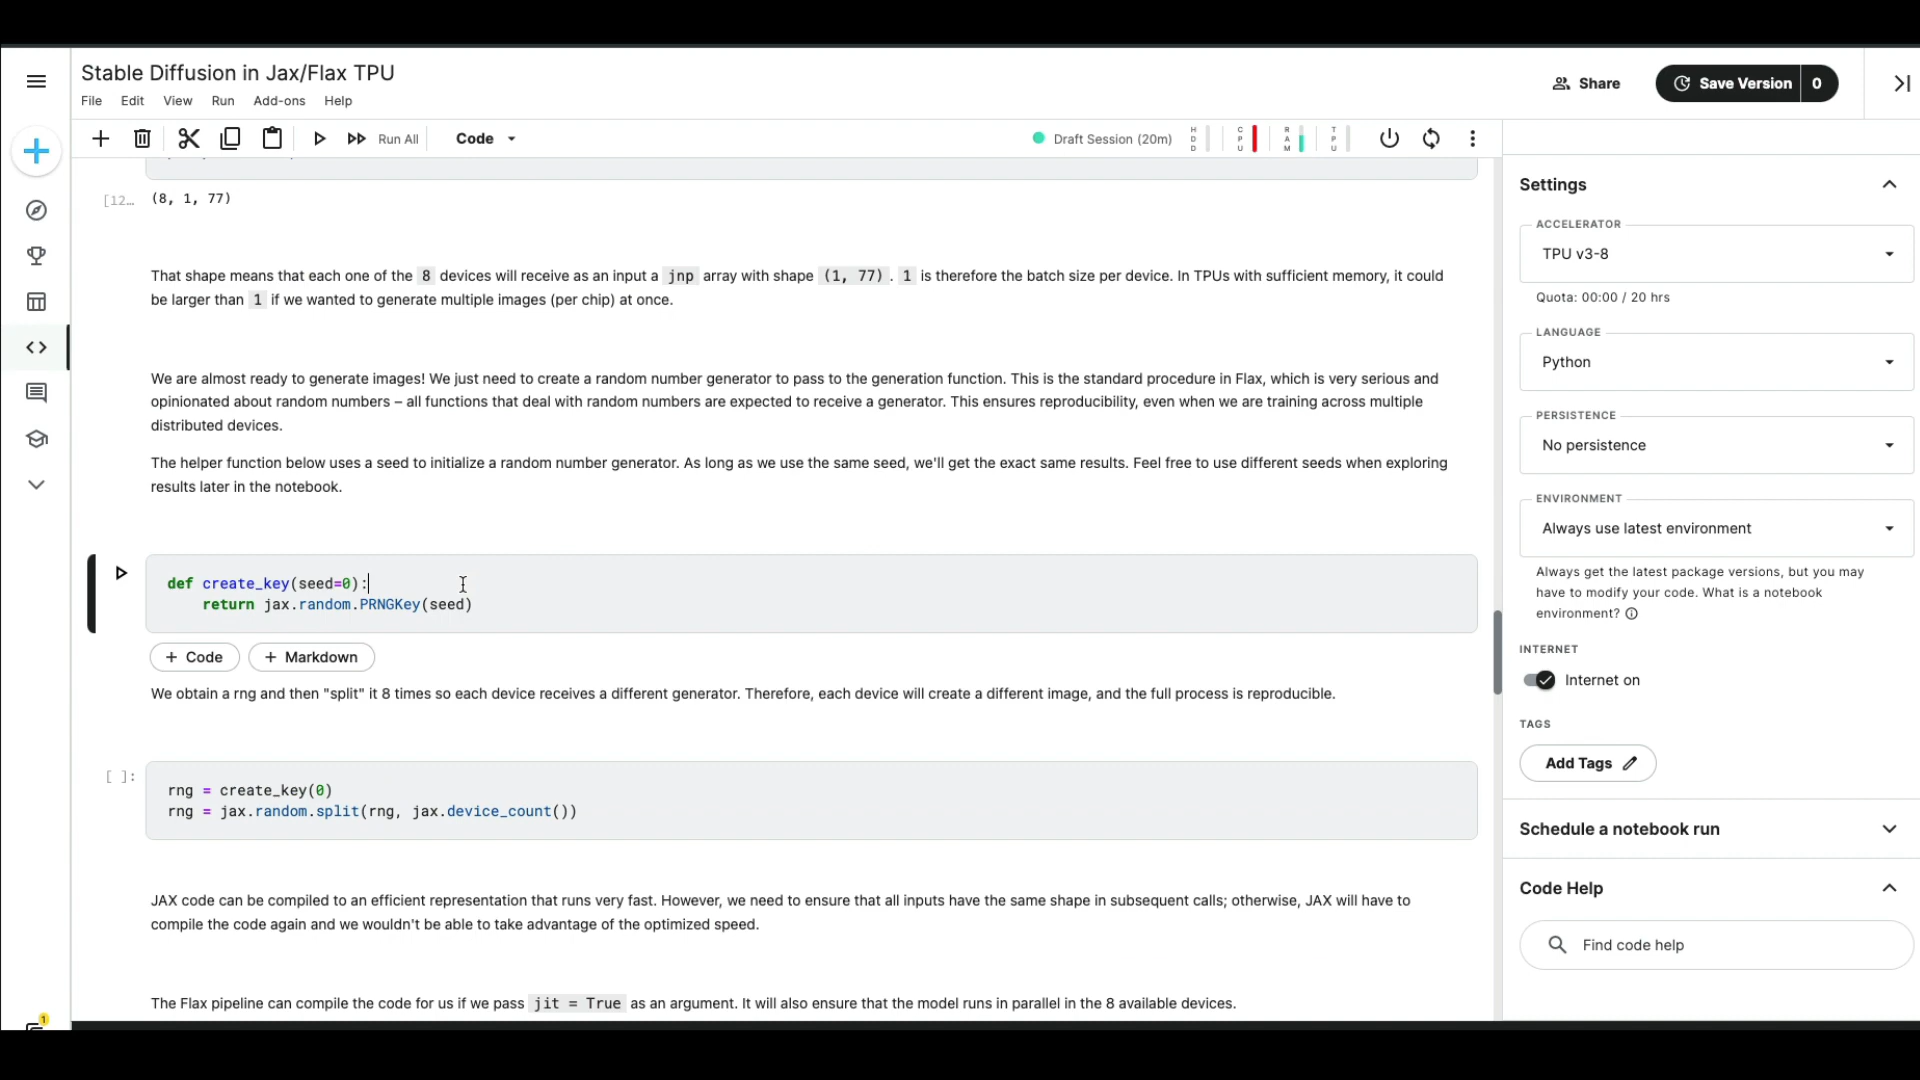 Stable Diffusion in Jax/Flax TPU
File Edit View Run Add-ons Help
Share
Save Version 0
Run All
Code
Draft Session (20m)
HDD
CPU
RAM
TPU
[12… (8, 1, 77)
That shape means that each one of the 8 devices will receive as an input a jnp array with shape (1, 77). 1 is therefore the batch size per device. In TPUs with sufficient memory, it could
be larger than 1 if we wanted to generate multiple images (per chip) at once.
We are almost ready to generate images! We just need to create a random number generator to pass to the generation function. This is the standard procedure in Flax, which is very serious and
opinionated about random numbers – all functions that deal with random numbers are expected to receive a generator. This ensures reproducibility, even when we are training across multiple
distributed devices.
The helper function below uses a seed to initialize a random number generator. As long as we use the same seed, we'll get the exact same results. Feel free to use different seeds when exploring
results later in the notebook.
def create_key(seed=0):
    return jax.random.PRNGKey(seed)
+ Code + Markdown
We obtain a rng and then "split" it 8 times so each device receives a different generator. Therefore, each device will create a different image, and the full process is reproducible.
[ ]:
rng = create_key(0)
rng = jax.random.split(rng, jax.device_count())
JAX code can be compiled to an efficient representation that runs very fast. However, we need to ensure that all inputs have the same shape in subsequent calls; otherwise, JAX will have to
compile the code again and we wouldn't be able to take advantage of the optimized speed.
The Flax pipeline can compile the code for us if we pass jit = True as an argument. It will also ensure that the model runs in parallel in the 8 available devices.
1
Settings
ACCELERATOR
TPU v3-8
Quota: 00:00 / 20 hrs
LANGUAGE
Python
PERSISTENCE
No persistence
ENVIRONMENT
Always use latest environment
Always get the latest package versions, but you may
have to modify your code. What is a notebook
environment?
INTERNET
Internet on
TAGS
Add Tags
Schedule a notebook run
Code Help
Find code help